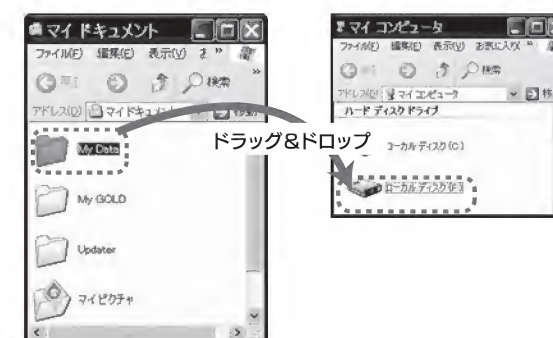 マイ ドキュメント
ファイル(F) 編集(E) 表示(V) ま »
検索 »
アドレス(D) マイドキュメント 移動
My Data
My GOLD
Updater
マイピクチャ
ドラッグ&ドロップ
マイ コンピュータ
ファイル(F) 編集(E) 表示(V) お気に入り( »
検索
アドレス(D) マイ コンピュータ 移
ハード ディスク ドライブ
ローカル ディスク (C:)
ローカル ディスク